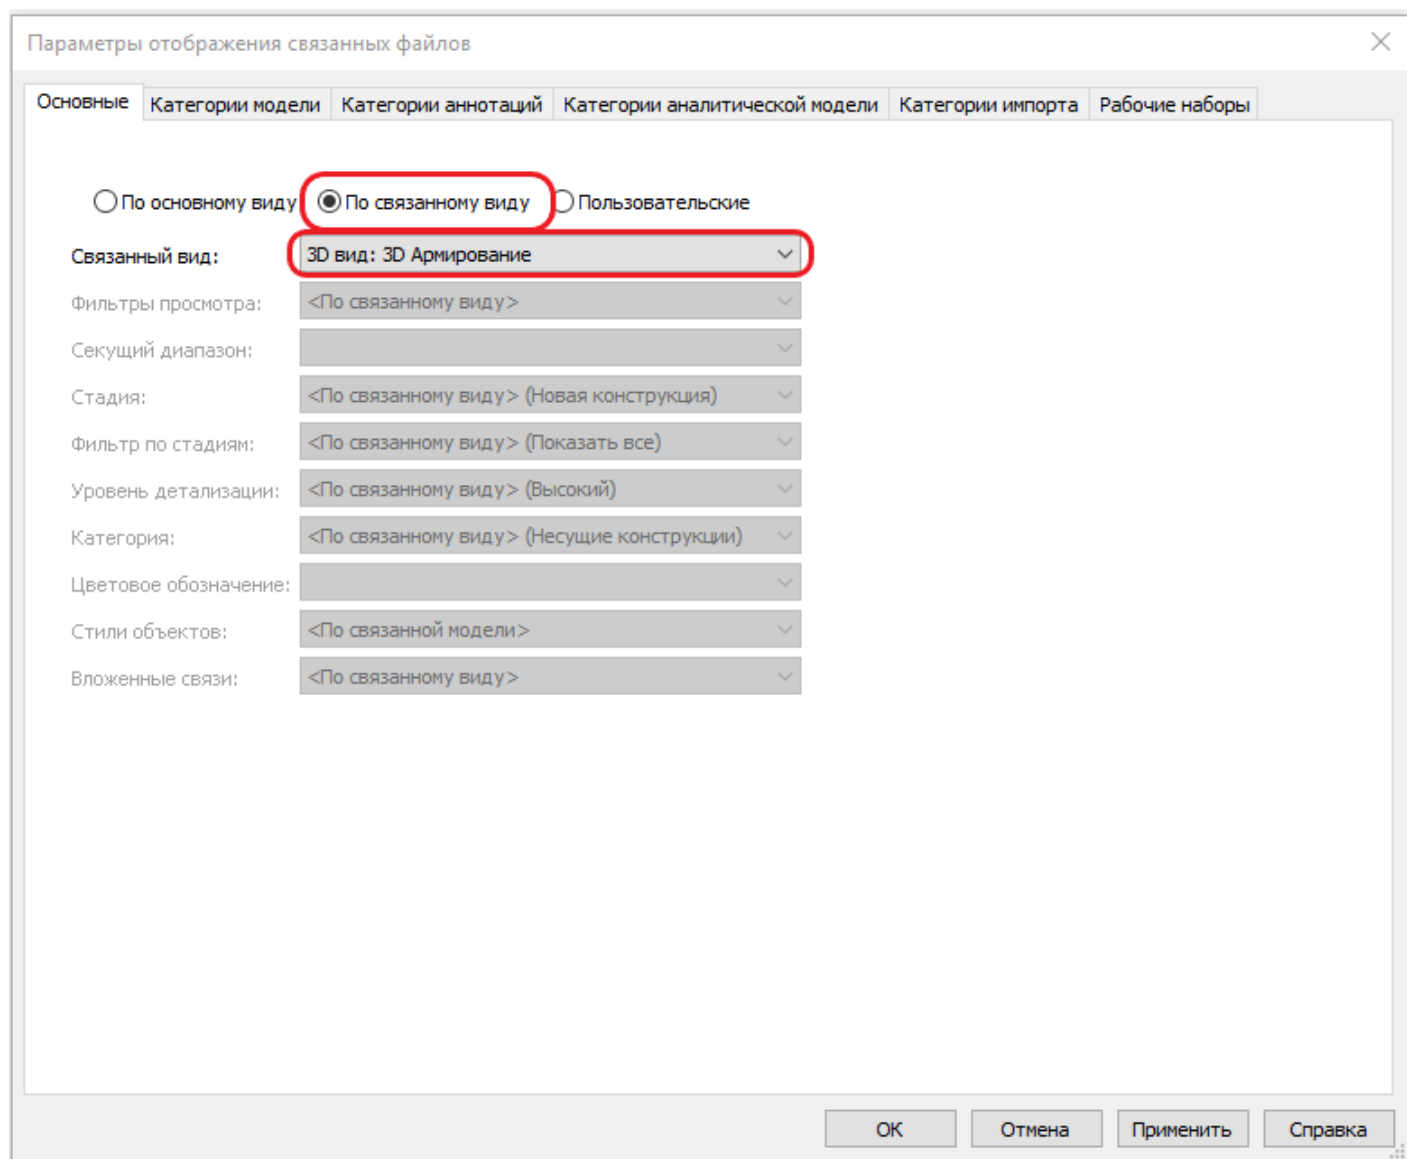 Параметры отображения связанных файлов
Основные Категории модели Категории аннотаций Категории аналитической модели Категории импорта Рабочие наборы
По основному виду По связанному виду Пользовательские
Связанный вид: 3D вид: 3D Армирование
Фильтры просмотра: <По связанному виду>
Секущий диапазон:
Стадия: <По связанному виду> (Новая конструкция)
Фильтр по стадиям: <По связанному виду> (Показать все)
Уровень детализации: <По связанному виду> (Высокий)
Категория: <По связанному виду> (Несущие конструкции)
Цветовое обозначение:
Стили объектов: <По связанной модели>
Вложенные связи: <По связанному виду>
ОК Отмена Применить Справка